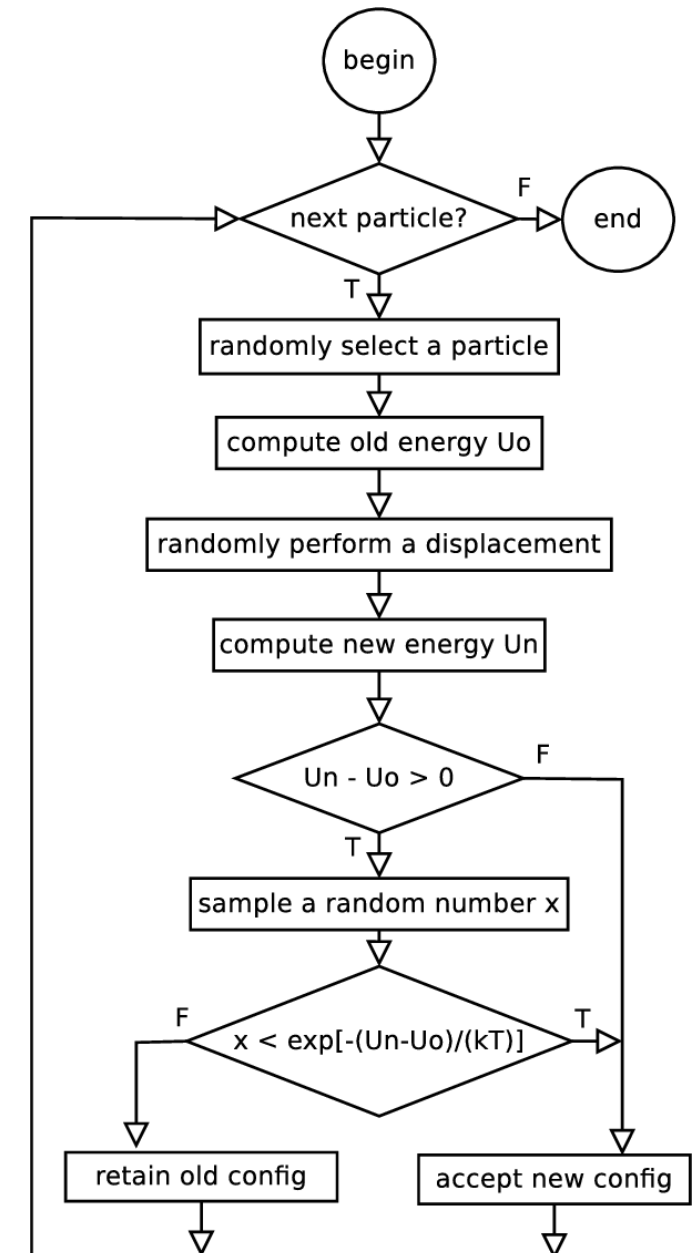 begin
next particle?
F
end
T
randomly select a particle
compute old energy Uo
randomly perform a displacement
compute new energy Un
Un - Uo > 0
F
T
sample a random number x
F
x < exp[-(Un-Uo)/(kT)]
T
retain old config
accept new config